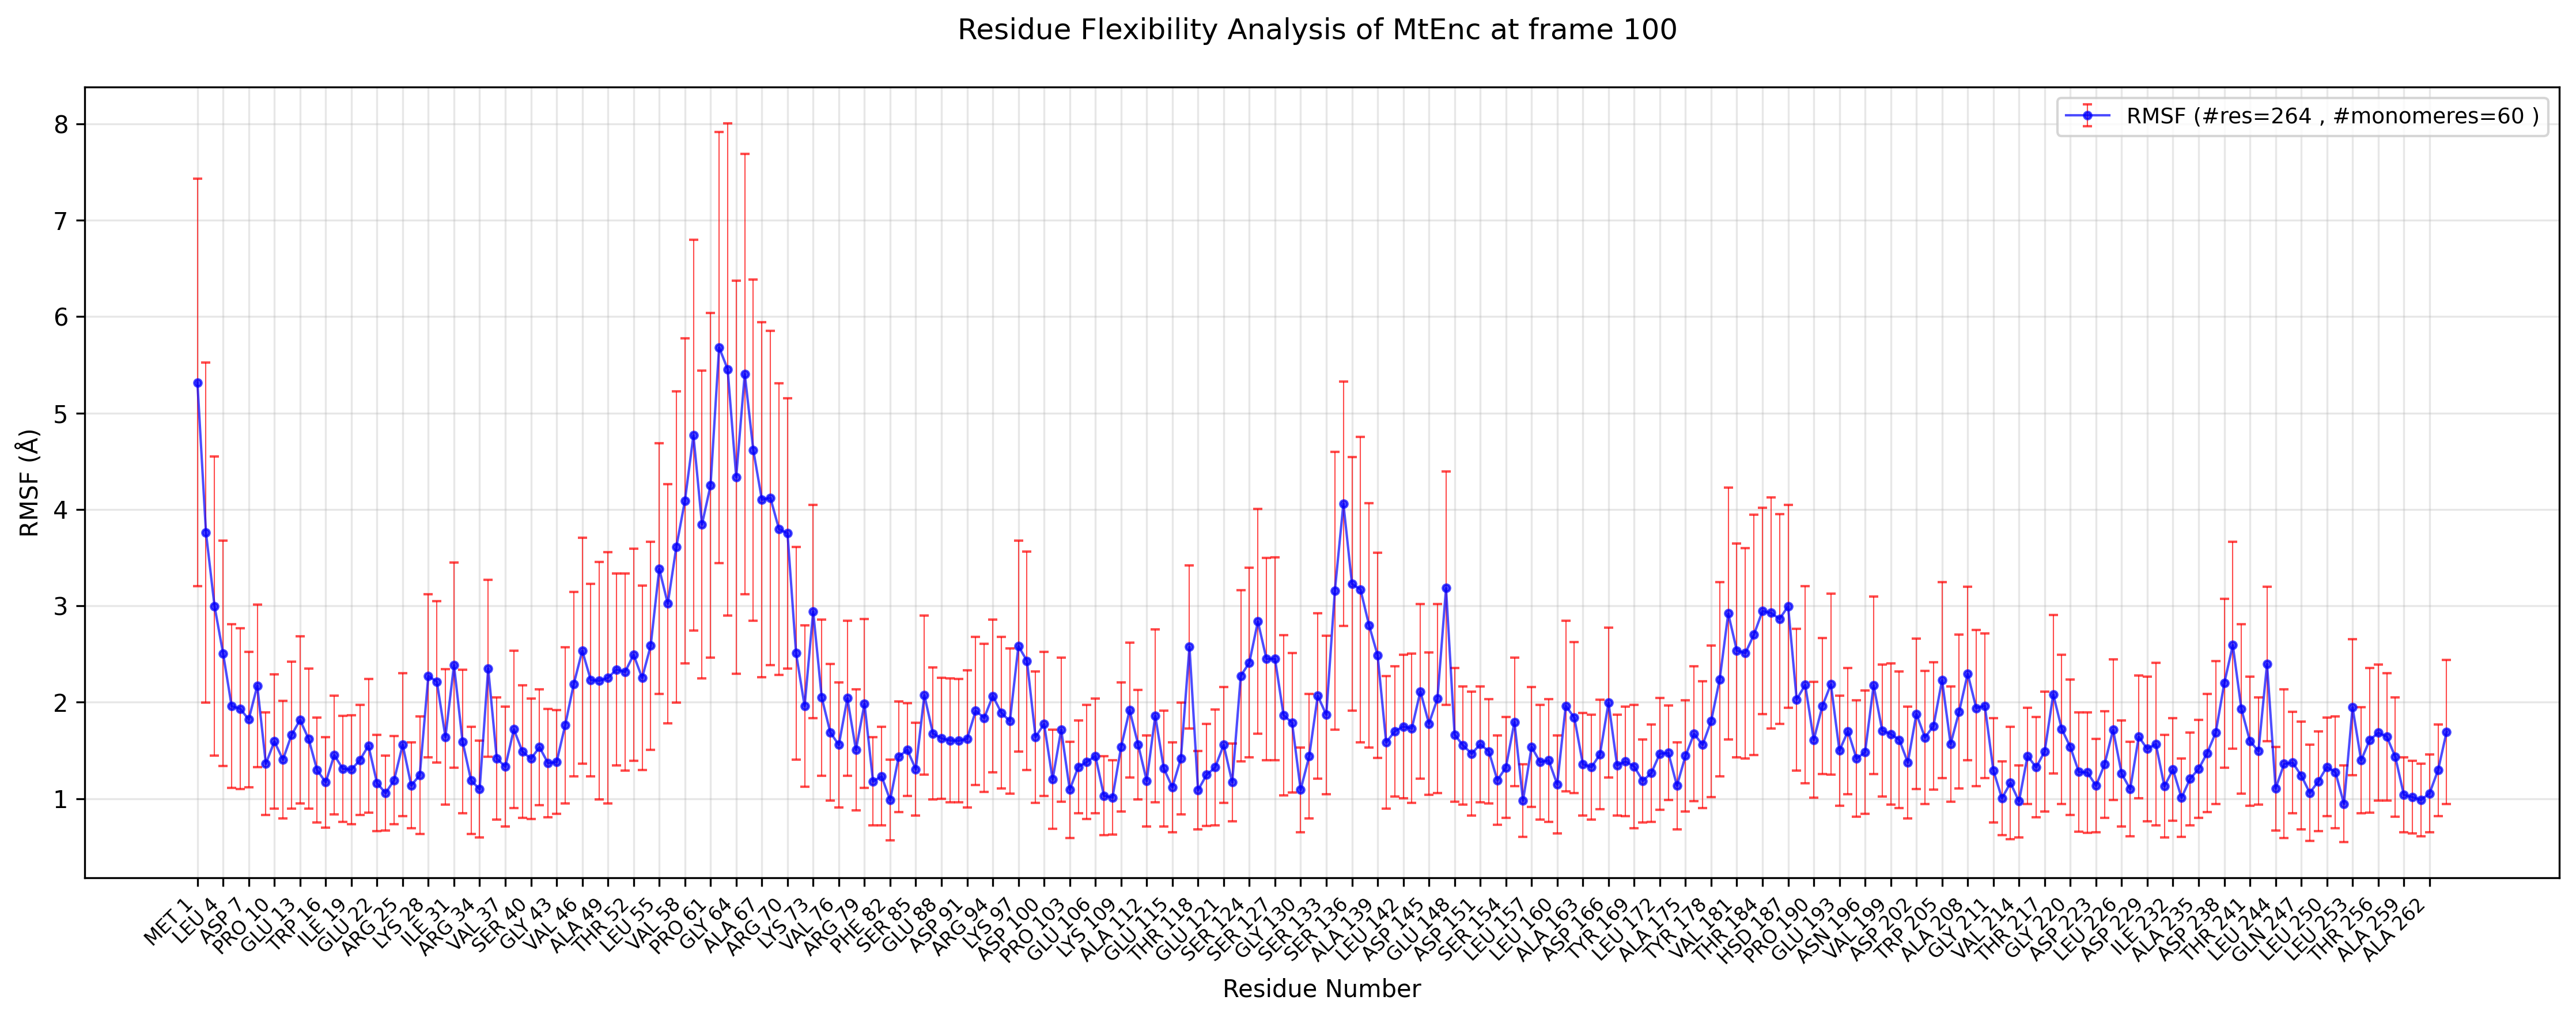 Residue Flexibility Analysis of MtEnc at frame 100
RMSF (#res=264 , #monomeres=60 )
8
7
6
5
4
3
2
1
RMSF (Å)
MET 1
LEU 4
ASP 7
PRO 10
GLU 13
TRP 16
ILE 19
GLU 22
ARG 25
LYS 28
ILE 31
ARG 34
VAL 37
SER 40
GLY 43
VAL 46
ALA 49
THR 52
LEU 55
VAL 58
PRO 61
GLY 64
ALA 67
ARG 70
LYS 73
VAL 76
ARG 79
PHE 82
SER 85
GLU 88
ASP 91
ARG 94
LYS 97
ASP 100
PRO 103
GLU 106
LYS 109
ALA 112
GLU 115
THR 118
GLU 121
SER 124
SER 127
GLY 130
SER 133
SER 136
ALA 139
LEU 142
ASP 145
GLU 148
ASP 151
SER 154
LEU 157
LEU 160
ALA 163
ASP 166
TYR 169
LEU 172
ALA 175
TYR 178
VAL 181
THR 184
HSD 187
PRO 190
GLU 193
ASN 196
VAL 199
ASP 202
TRP 205
ALA 208
GLY 211
VAL 214
THR 217
GLY 220
ASP 223
LEU 226
ASP 229
ILE 232
ALA 235
ASP 238
THR 241
LEU 244
GLN 247
LEU 250
LEU 253
THR 256
ALA 259
ALA 262
Residue Number